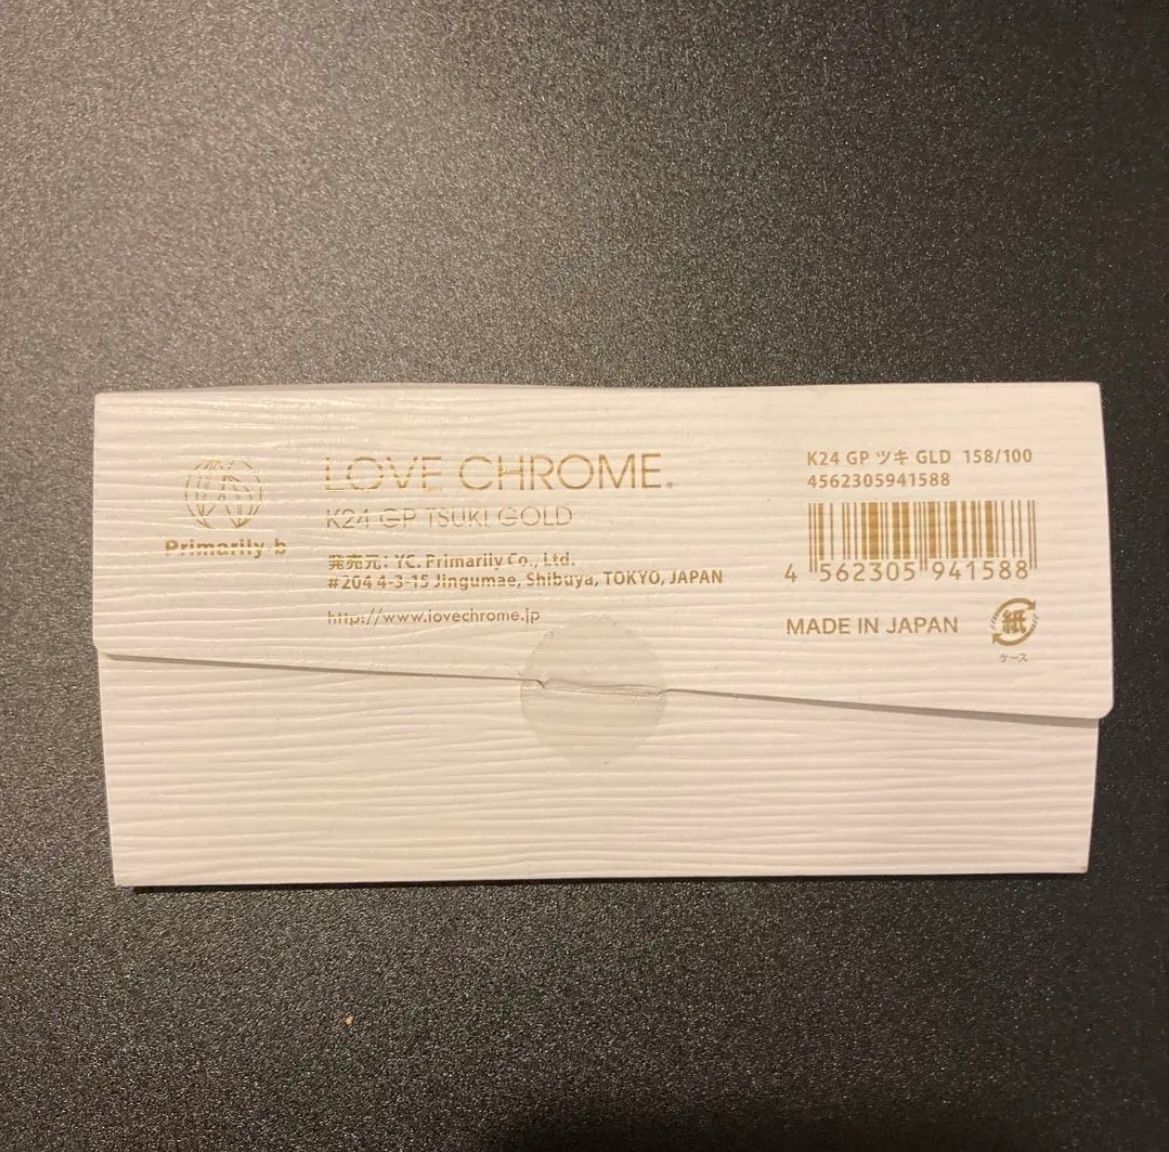 Primarily b
LOVE CHROME®
K24 GP TSUKI GOLD
発売元: YC. Primarily Co., Ltd.
#204 4-3-15 Jingumae, Shibuya, TOKYO, JAPAN
http://www.lovechrome.jp
K24 GP ツキ GLD 158/100
4562305941588
4 562305 941588
MADE IN JAPAN
紙
ケース